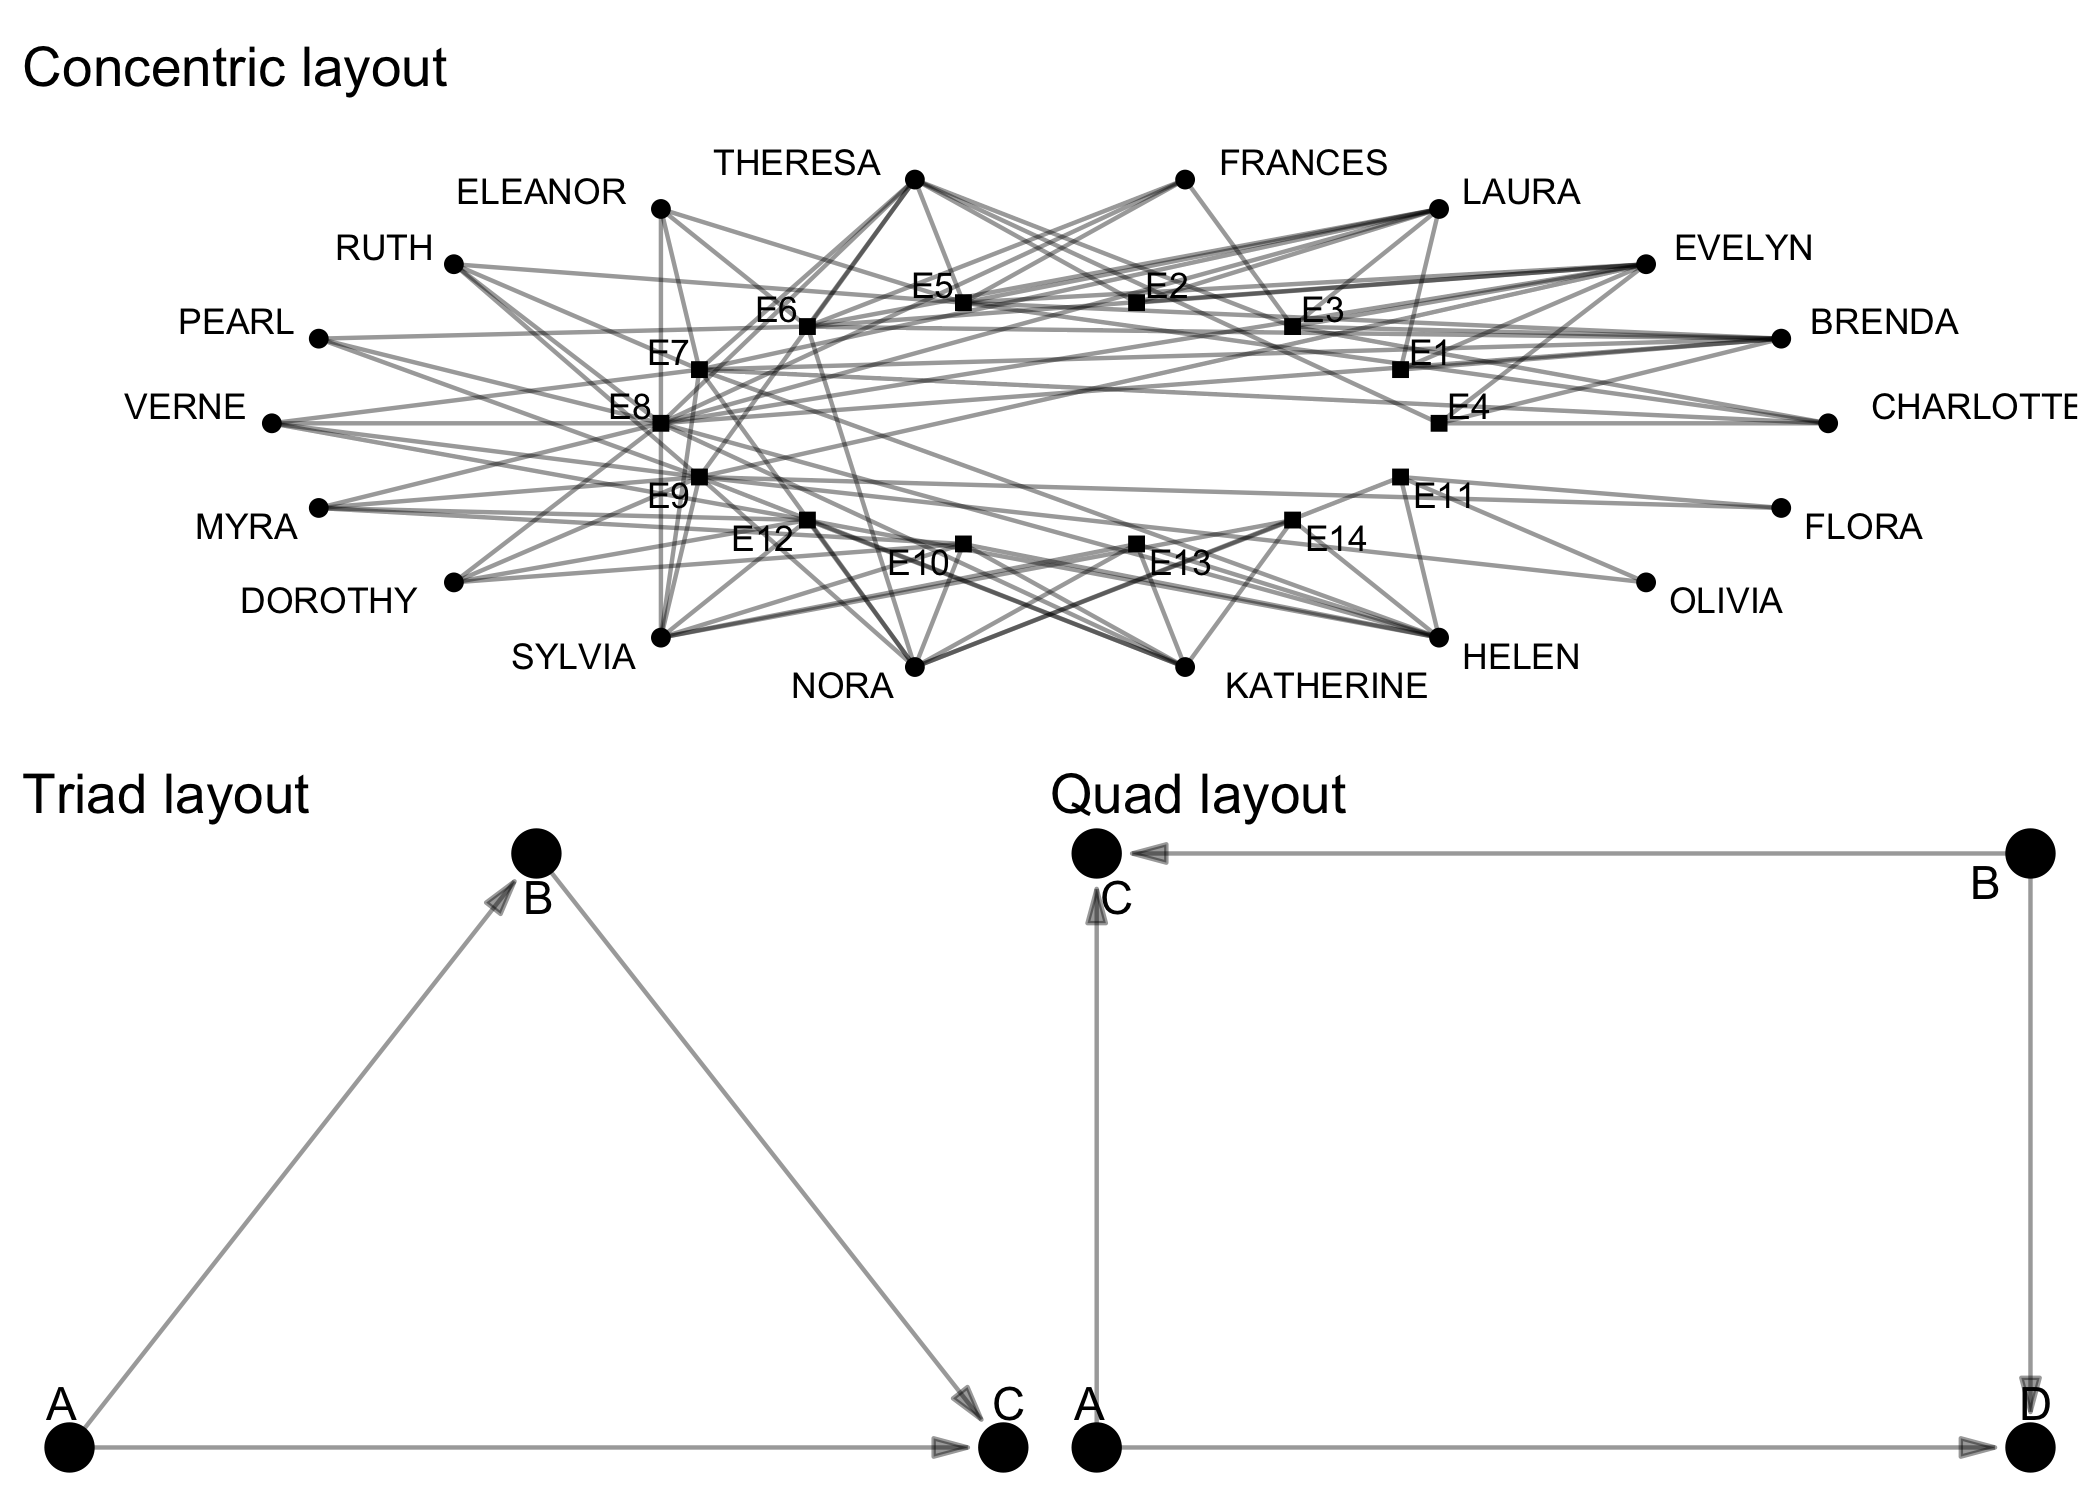 Concentric layout
THERESA
FRANCES
ELEANOR
LAURA
RUTH
EVELYN
E5
E2
E6
E3
PEARL
BRENDA
E7
E1
VERNE
E8
E4
CHARLOTTE
E9
E11
MYRA
FLORA
E12
E14
E10
E13
DOROTHY
OLIVIA
SYLVIA
HELEN
NORA
KATHERINE
Triad layout
B
A
C
Quad layout
C
B
A
D